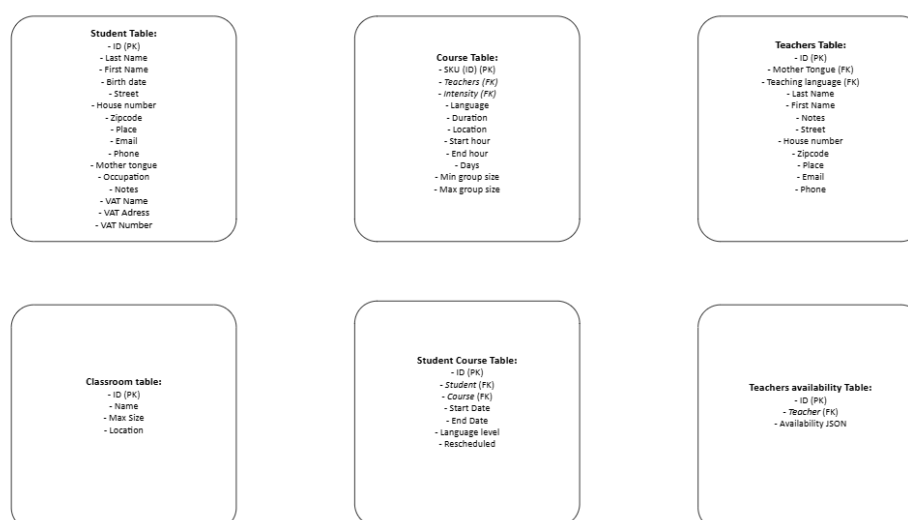 Student Table:
- ID (PK)
- Last Name
- First Name
- Birth date
- Street
- House number
- Zipcode
- Place
- Email
- Phone
- Mother tongue
- Occupation
- Notes
- VAT Name
- VAT Adress
- VAT Number
Course Table:
- SKU (ID) (PK)
- Teachers (FK)
- Intensity (FK)
- Language
- Duration
- Location
- Start hour
- End hour
- Days
- Min group size
- Max group size
Teachers Table:
- ID (PK)
- Mother Tongue (FK)
- Teaching language (FK)
- Last Name
- First Name
- Notes
- Street
- House number
- Zipcode
- Place
- Email
- Phone
Classroom table:
- ID (PK)
- Name
- Max Size
- Location
Student Course Table:
- ID (PK)
- Student (FK)
- Course (FK)
- Start Date
- End Date
- Language level
- Rescheduled
Teachers availability Table:
- ID (PK)
- Teacher (FK)
- Availability JSON